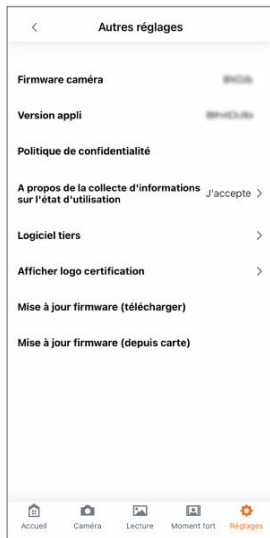 Autres réglages
Firmware caméra
Version appli
Politique de confidentialité
A propos de la collecte d'informations
sur l'état d'utilisation
J'accepte
Logiciel tiers
Afficher logo certification
Mise à jour firmware (télécharger)
Mise à jour firmware (depuis carte)
Accueil Caméra Lecture Moment fort Réglages